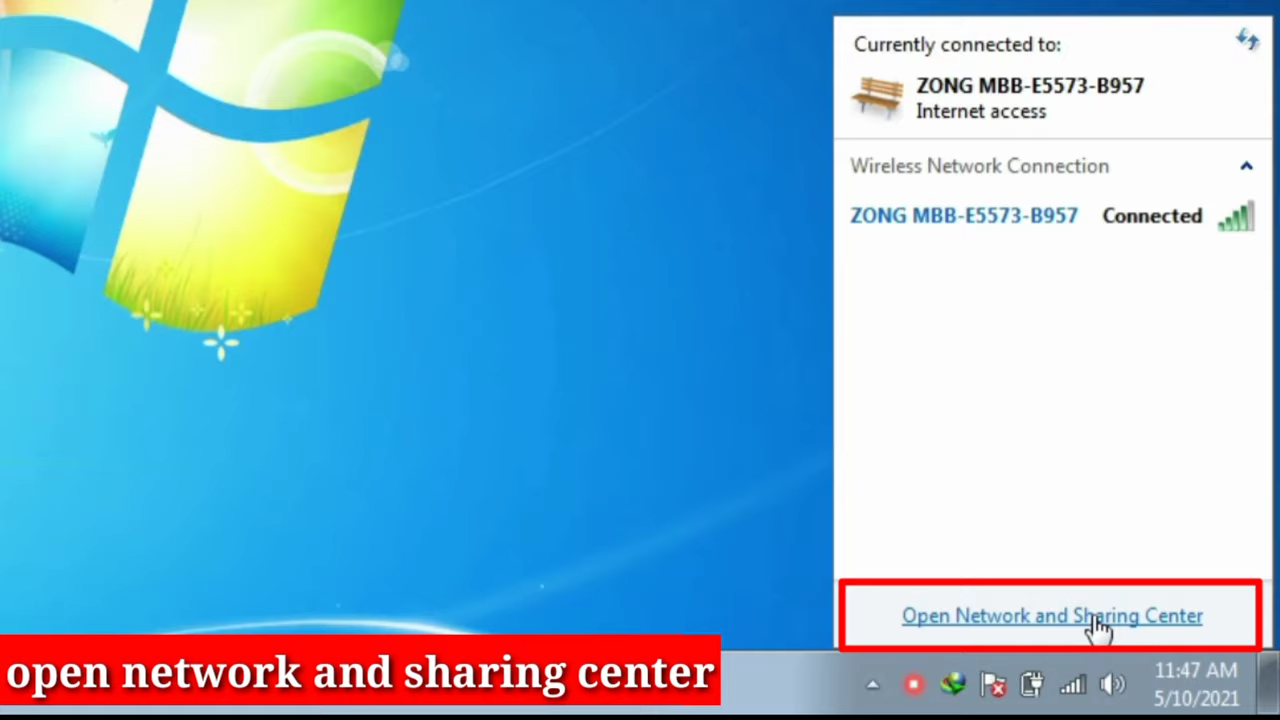 Currently connected to:
ZONG MBB-E5573-B957
Internet access
Wireless Network Connection
ZONG MBB-E5573-B957 Connected
Open Network and Sharing Center
open network and sharing center
11:47 AM
5/10/2021